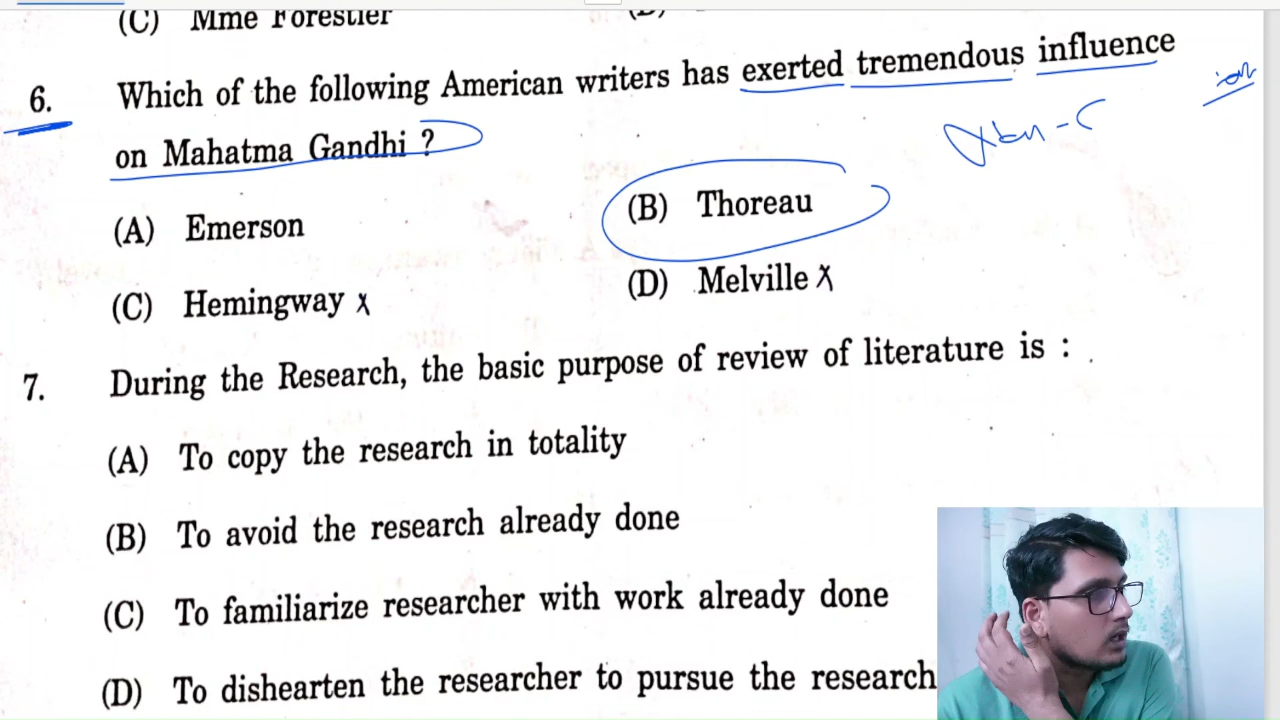 (C) Mme Forestier
6. Which of the following American writers has exerted tremendous influence
on Mahatma Gandhi ?
(A) Emerson
(B) Thoreau
(C) Hemingway x
(D) Melville x
7. During the Research, the basic purpose of review of literature is :
(A) To copy the research in totality
(B) To avoid the research already done
(C) To familiarize researcher with work already done
(D) To dishearten the researcher to pursue the research